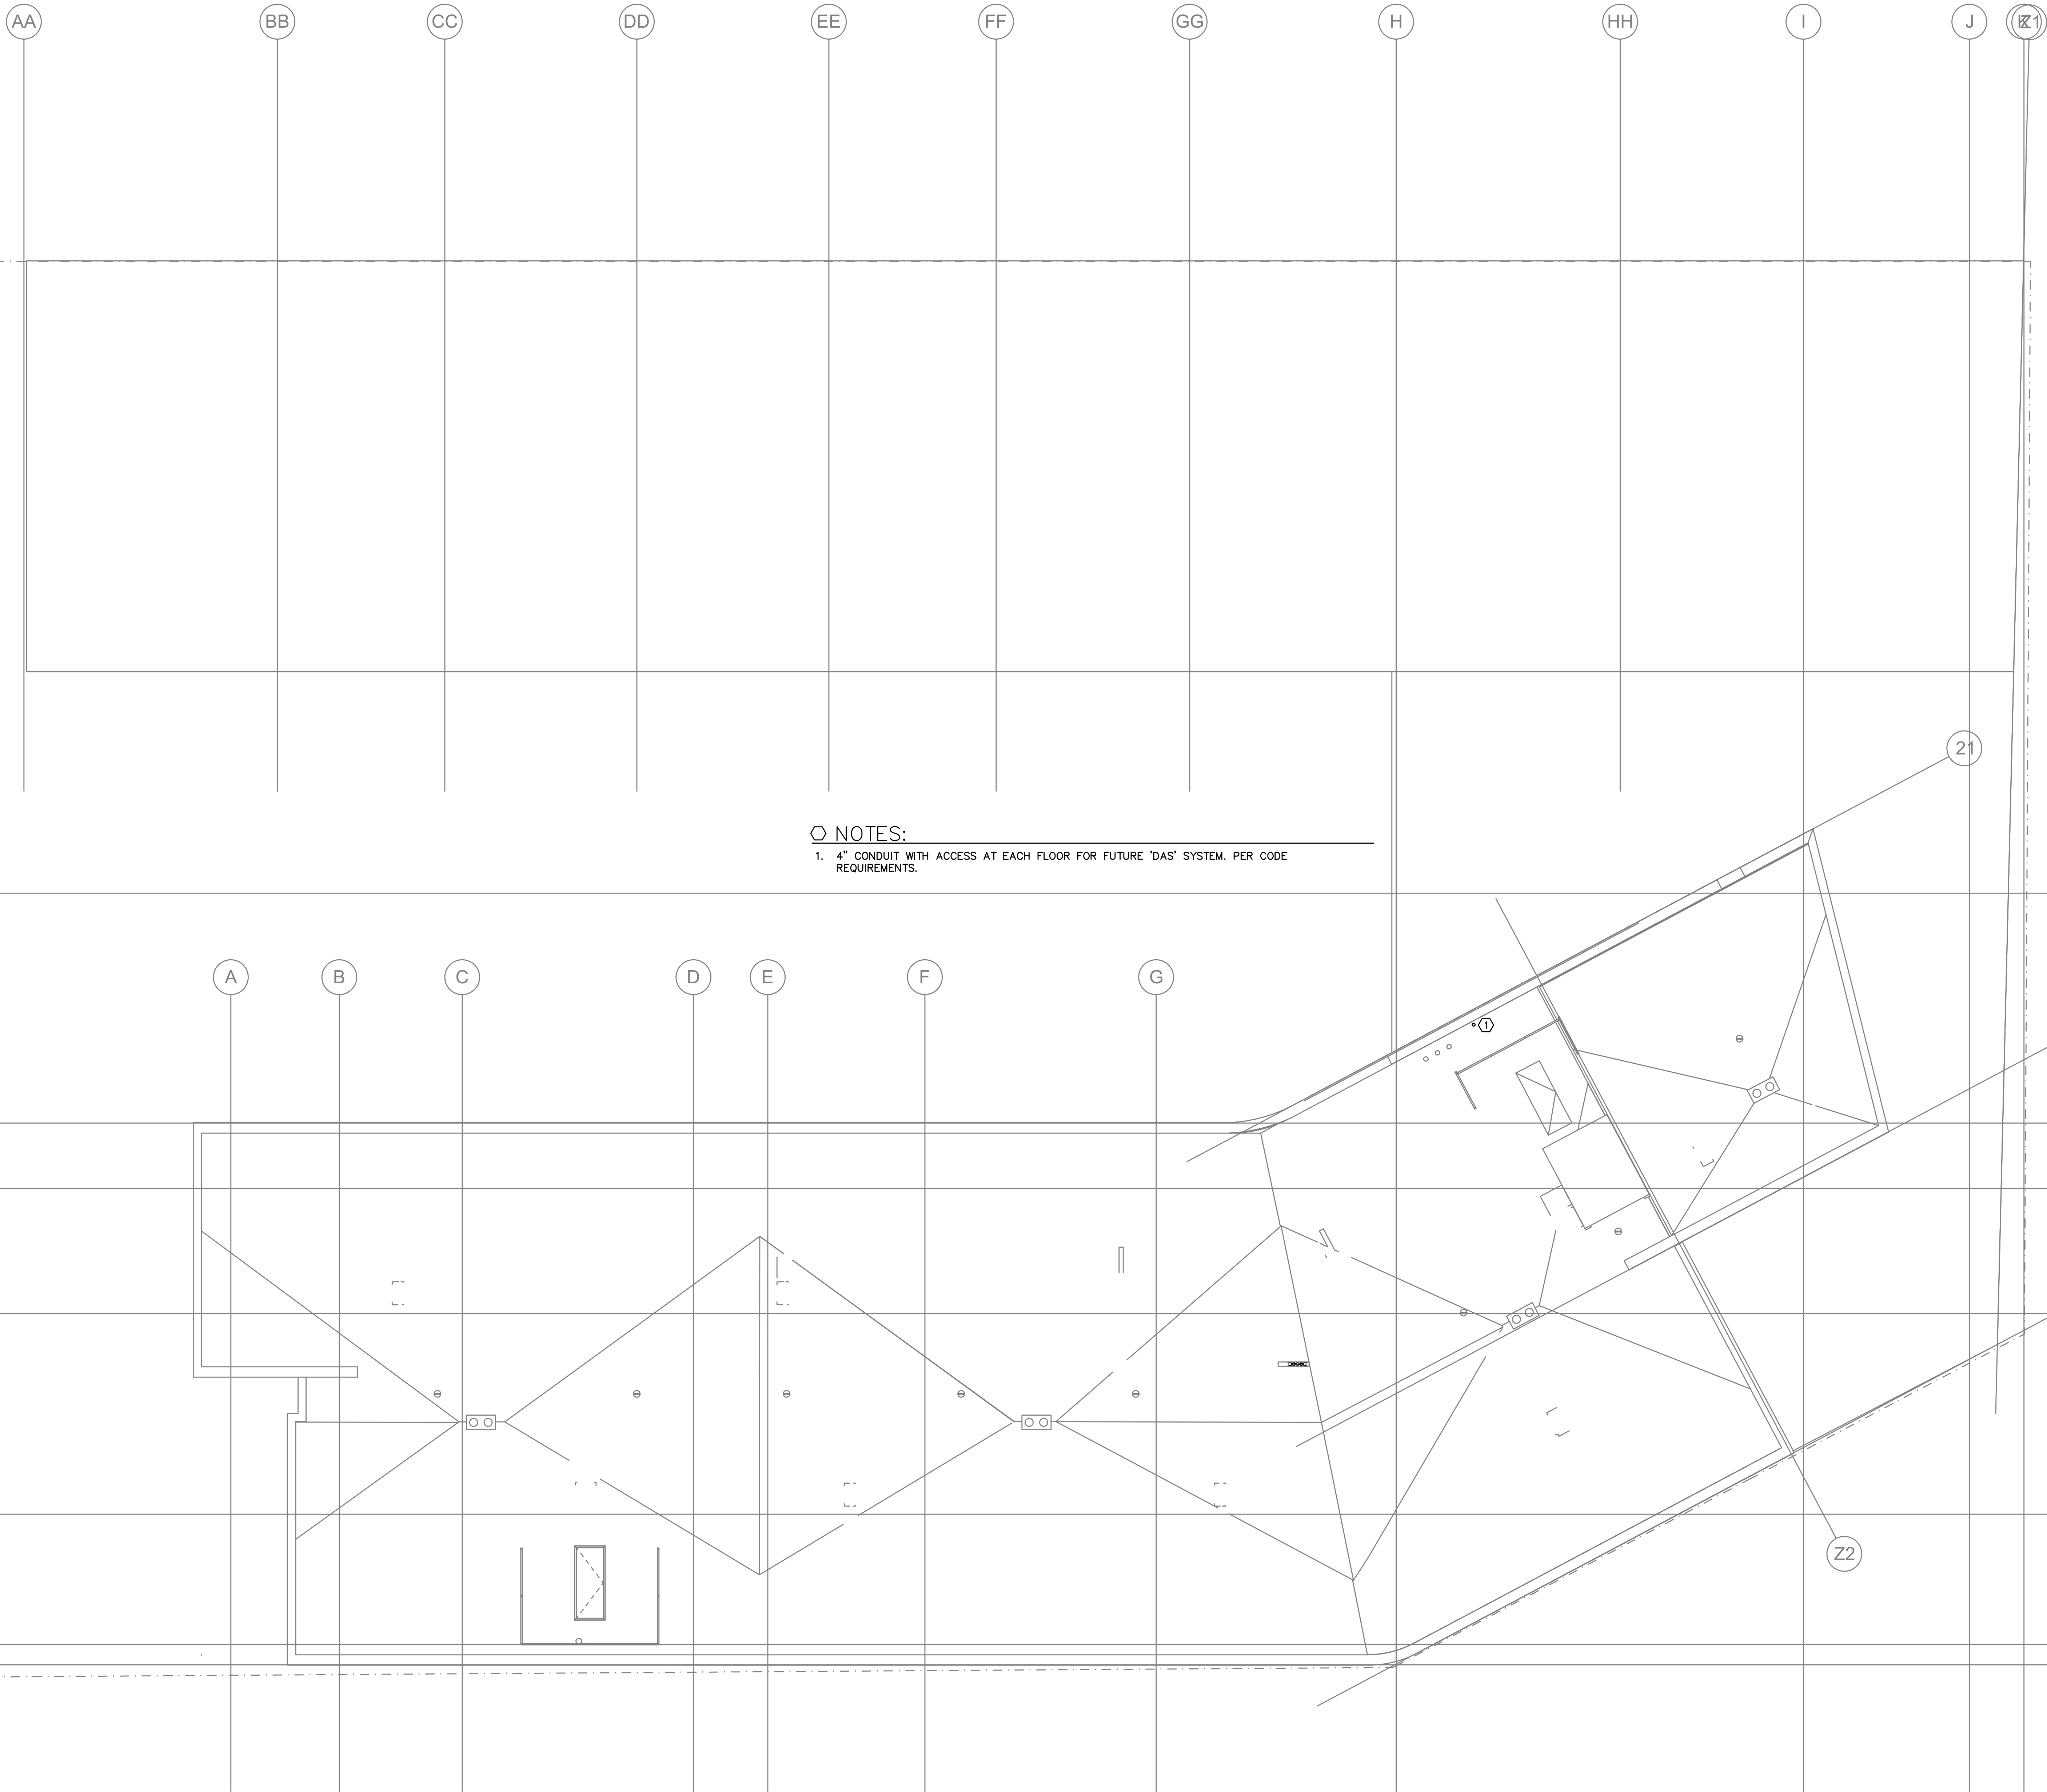 AA BB CC DD EE FF GG H HH I J K Z1
21
NOTES:
1. 4" CONDUIT WITH ACCESS AT EACH FLOOR FOR FUTURE 'DAS' SYSTEM. PER CODE
REQUIREMENTS.
A B C D E F G
1
Z2